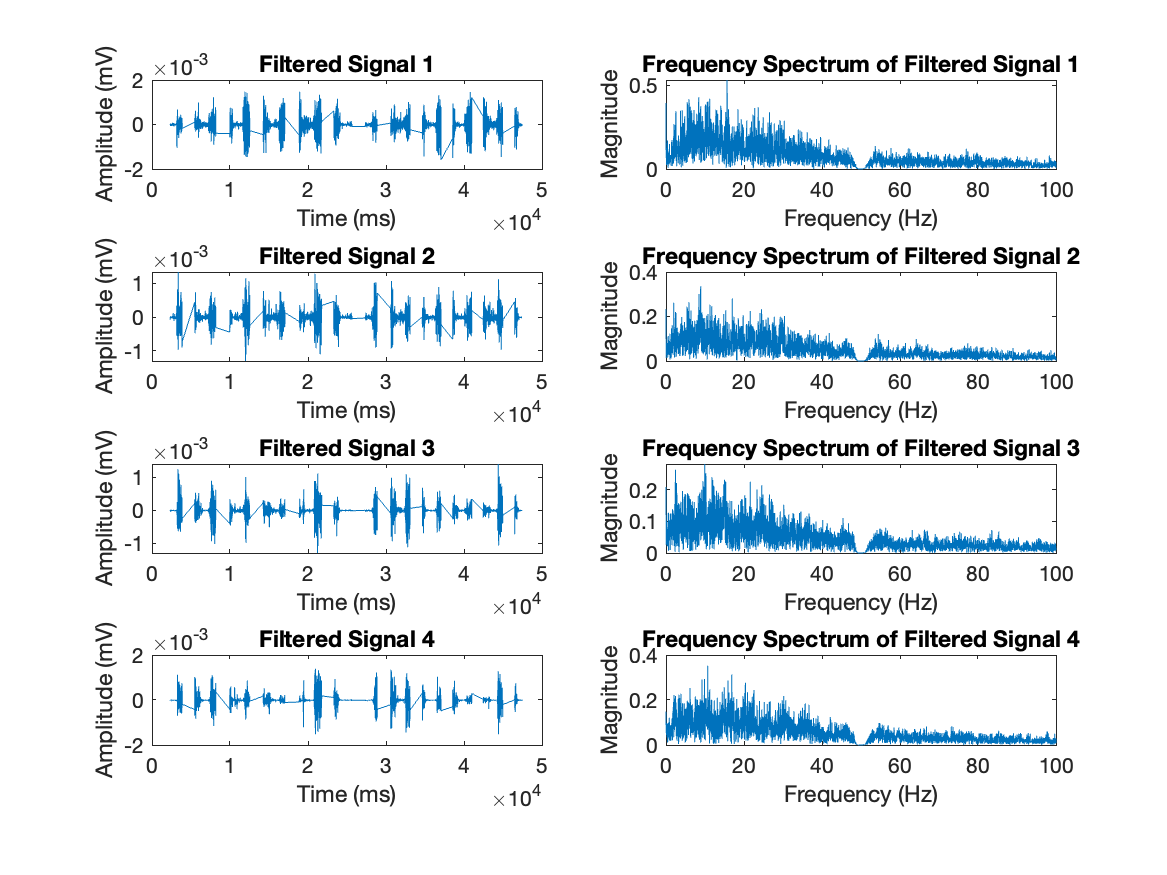 Filtered Signal 1
×10-3
Amplitude (mV)
2
0
-2
0 1 2 3 4 5
Time (ms)
×104
Frequency Spectrum of Filtered Signal 1
Magnitude
0.5
0
0 20 40 60 80 100
Frequency (Hz)
Filtered Signal 2
×10-3
Amplitude (mV)
1
0
-1
0 1 2 3 4 5
Time (ms)
×104
Frequency Spectrum of Filtered Signal 2
Magnitude
0.4
0.2
0
0 20 40 60 80 100
Frequency (Hz)
Filtered Signal 3
×10-3
Amplitude (mV)
1
0
-1
0 1 2 3 4 5
Time (ms)
×104
Frequency Spectrum of Filtered Signal 3
Magnitude
0.2
0.1
0
0 20 40 60 80 100
Frequency (Hz)
Filtered Signal 4
×10-3
Amplitude (mV)
2
0
-2
0 1 2 3 4 5
Time (ms)
×104
Frequency Spectrum of Filtered Signal 4
Magnitude
0.4
0.2
0
0 20 40 60 80 100
Frequency (Hz)